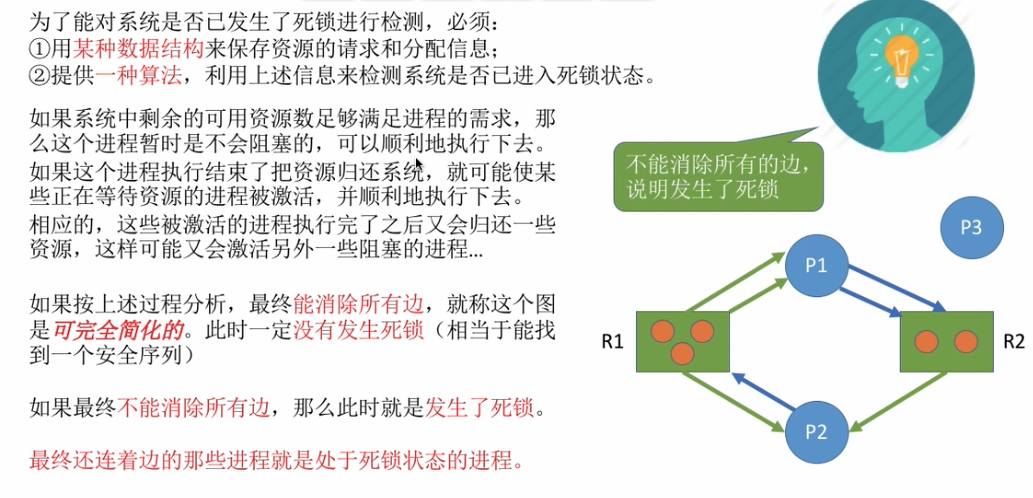 为了能对系统是否已发生了死锁进行检测，必须：
①用某种数据结构来保存资源的请求和分配信息；
②提供一种算法，利用上述信息来检测系统是否已进入死锁状态。
如果系统中剩余的可用资源数足够满足进程的需求，那
么这个进程暂时是不会阻塞的，可以顺利地执行下去。
如果这个进程执行结束了把资源归还系统，就可能使某
些正在等待资源的进程被激活，并顺利地执行下去。
相应的，这些被激活的进程执行完了之后又会归还一些
资源，这样可能又会激活另外一些阻塞的进程...
如果按上述过程分析，最终能消除所有边，就称这个图
是可完全简化的。此时一定没有发生死锁（相当于能找
到一个安全序列）
如果最终不能消除所有边，那么此时就是发生了死锁。
最终还连着边的那些进程就是处于死锁状态的进程。
不能消除所有的边，
说明发生了死锁
P3
P1
R1
R2
P2